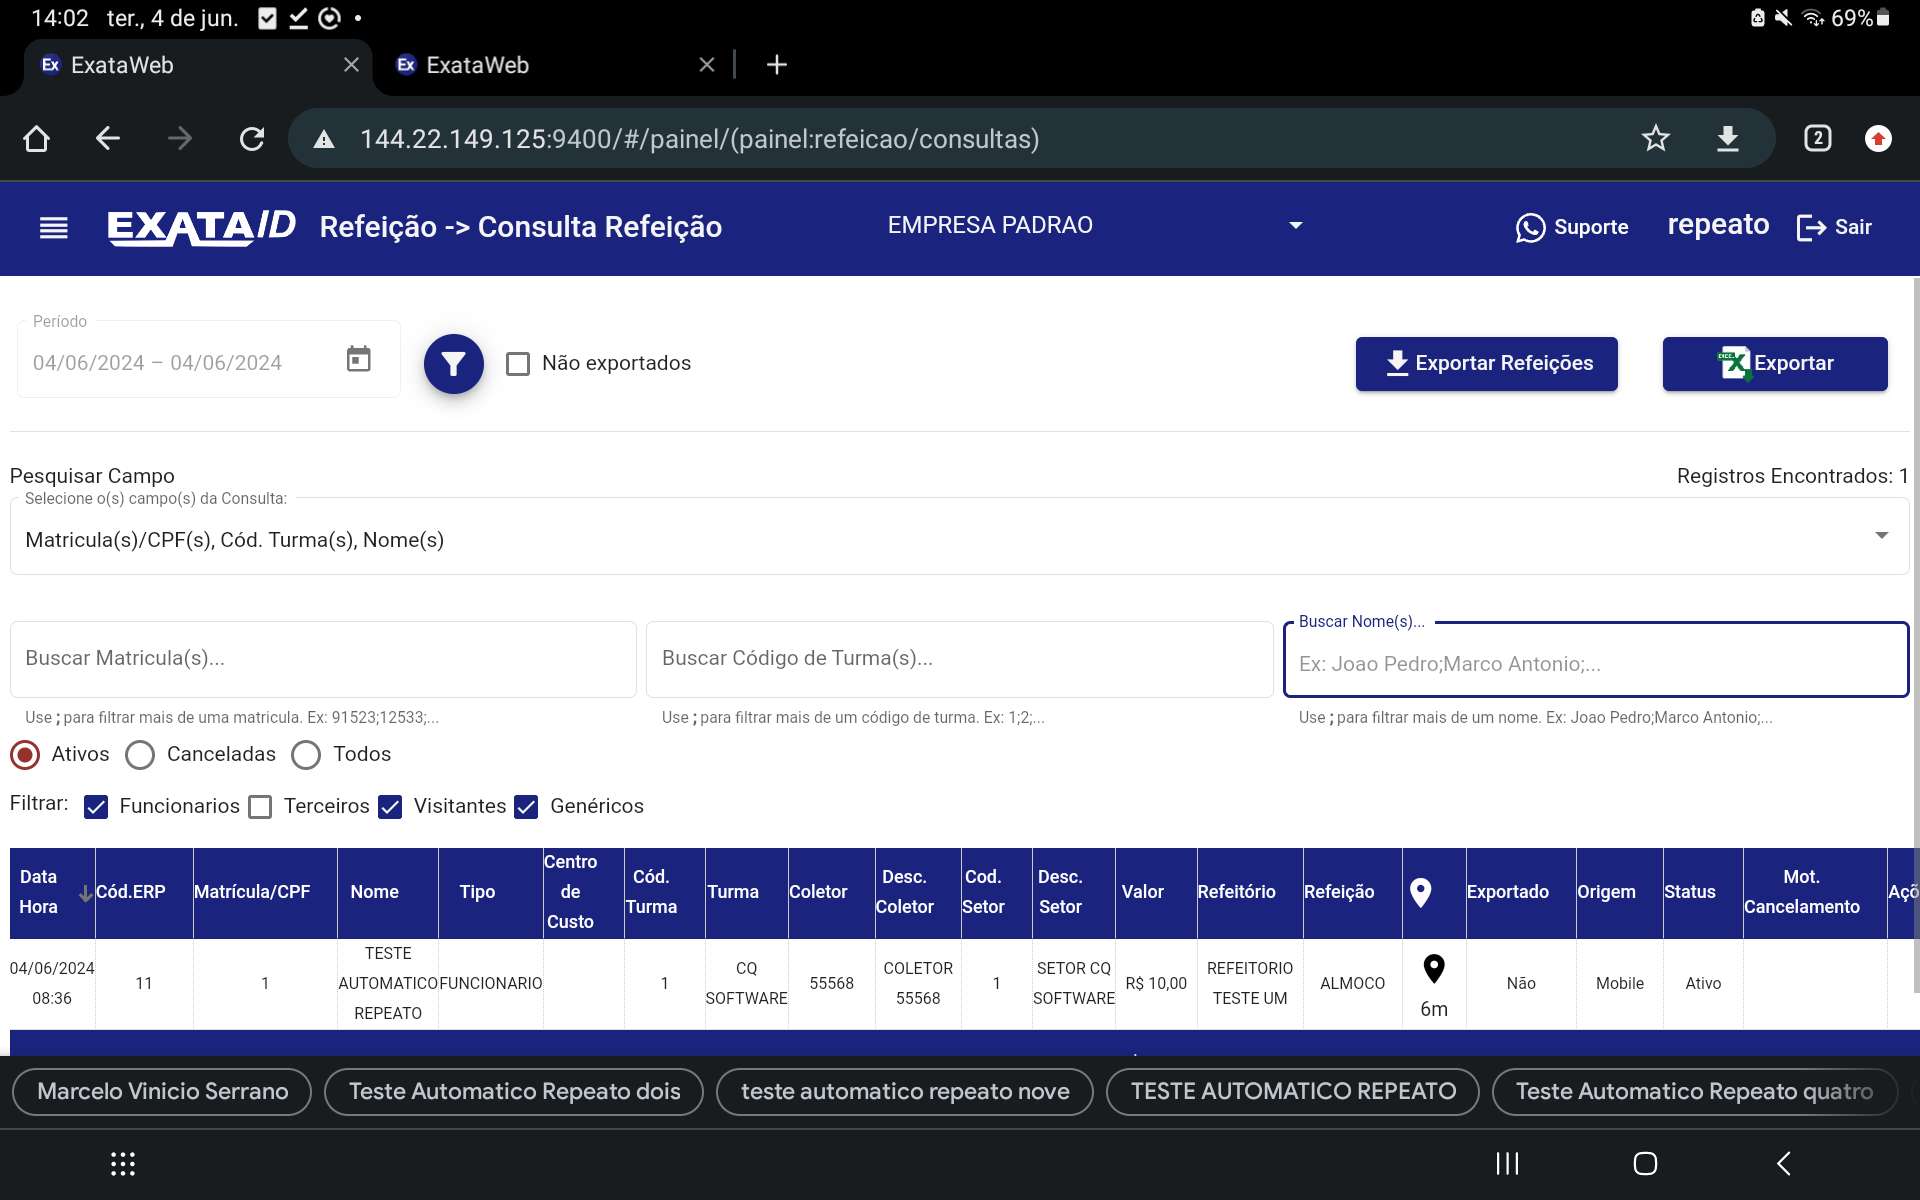 14:02 ter., 4 de jun. 69%
Ex ExataWeb Ex ExataWeb
144.22.149.125:9400/#/painel/(painel:refeicao/consultas) 2
EXATA/ID Refeição -> Consulta Refeição EMPRESA PADRAO Suporte repeato Sair
Período
04/06/2024 – 04/06/2024 Não exportados Exportar Refeições Exportar
Pesquisar Campo Registros Encontrados: 1
Selecione o(s) campo(s) da Consulta:
Matricula(s)/CPF(s), Cód. Turma(s), Nome(s)
Buscar Nome(s)...
Buscar Matricula(s)... Buscar Código de Turma(s)... Ex: Joao Pedro;Marco Antonio;...
Use ; para filtrar mais de uma matricula. Ex: 91523;12533;... Use ; para filtrar mais de um código de turma. Ex: 1;2;... Use ; para filtrar mais de um nome. Ex: Joao Pedro;Marco Antonio;...
Ativos Canceladas Todos
Filtrar: Funcionarios Terceiros Visitantes Genéricos
Data Hora Cód.ERP Matrícula/CPF Nome Tipo Centro de Custo Cód. Turma Turma Coletor Desc. Coletor Cod. Setor Desc. Setor Valor Refeitório Refeição Exportado Origem Status Mot. Cancelamento Açõ
04/06/2024 08:36 11 1 TESTE AUTOMATICO REPEATO FUNCIONARIO 1 CQ SOFTWARE 55568 COLETOR 55568 1 SETOR CQ SOFTWARE R$ 10,00 REFEITORIO TESTE UM ALMOCO 6m Não Mobile Ativo
Marcelo Vinicio Serrano Teste Automatico Repeato dois teste automatico repeato nove TESTE AUTOMATICO REPEATO Teste Automatico Repeato quatro